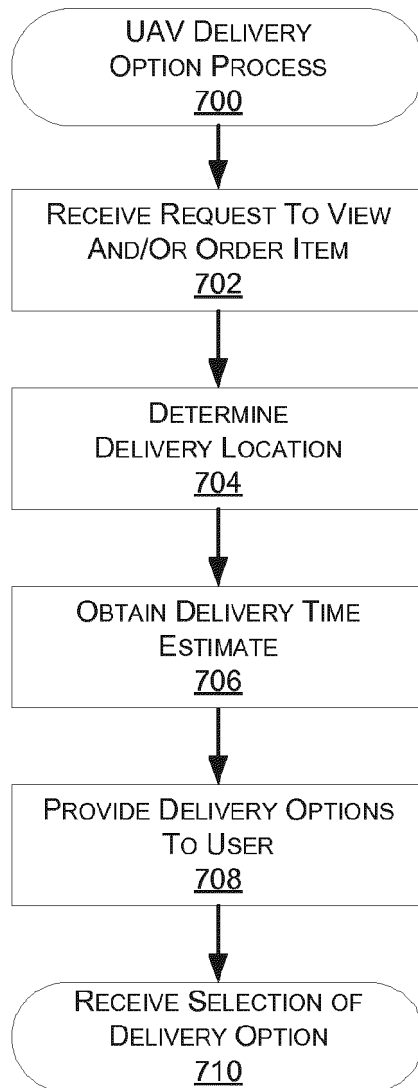 UAV DELIVERY
OPTION PROCESS
700
RECEIVE REQUEST TO VIEW
AND/OR ORDER ITEM
702
DETERMINE
DELIVERY LOCATION
704
OBTAIN DELIVERY TIME
ESTIMATE
706
PROVIDE DELIVERY OPTIONS
TO USER
708
RECEIVE SELECTION OF
DELIVERY OPTION
710